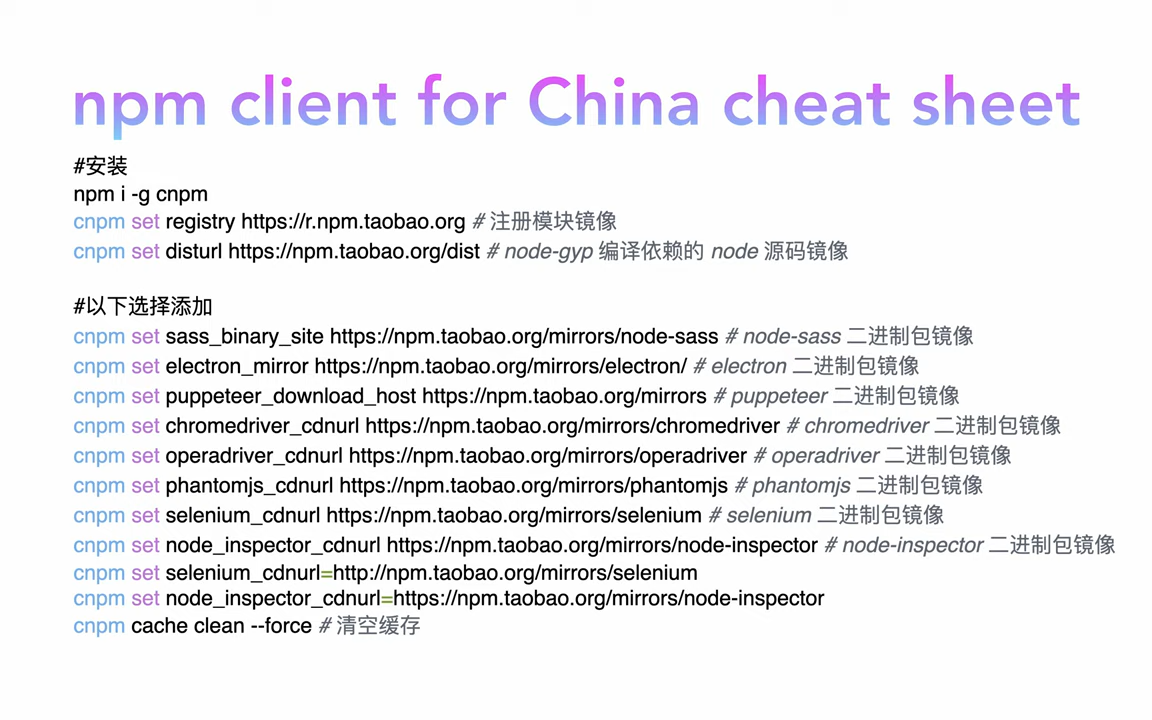 npm client for China cheat sheet
#安装
npm i -g cnpm
cnpm set registry https://r.npm.taobao.org # 注册模块镜像
cnpm set disturl https://npm.taobao.org/dist # node-gyp 编译依赖的 node 源码镜像
#以下选择添加
cnpm set sass_binary_site https://npm.taobao.org/mirrors/node-sass # node-sass 二进制包镜像
cnpm set electron_mirror https://npm.taobao.org/mirrors/electron/ # electron 二进制包镜像
cnpm set puppeteer_download_host https://npm.taobao.org/mirrors # puppeteer 二进制包镜像
cnpm set chromedriver_cdnurl https://npm.taobao.org/mirrors/chromedriver # chromedriver 二进制包镜像
cnpm set operadriver_cdnurl https://npm.taobao.org/mirrors/operadriver # operadriver 二进制包镜像
cnpm set phantomjs_cdnurl https://npm.taobao.org/mirrors/phantomjs # phantomjs 二进制包镜像
cnpm set selenium_cdnurl https://npm.taobao.org/mirrors/selenium # selenium 二进制包镜像
cnpm set node_inspector_cdnurl https://npm.taobao.org/mirrors/node-inspector # node-inspector 二进制包镜像
cnpm set selenium_cdnurl=http://npm.taobao.org/mirrors/selenium
cnpm set node_inspector_cdnurl=https://npm.taobao.org/mirrors/node-inspector
cnpm cache clean --force # 清空缓存